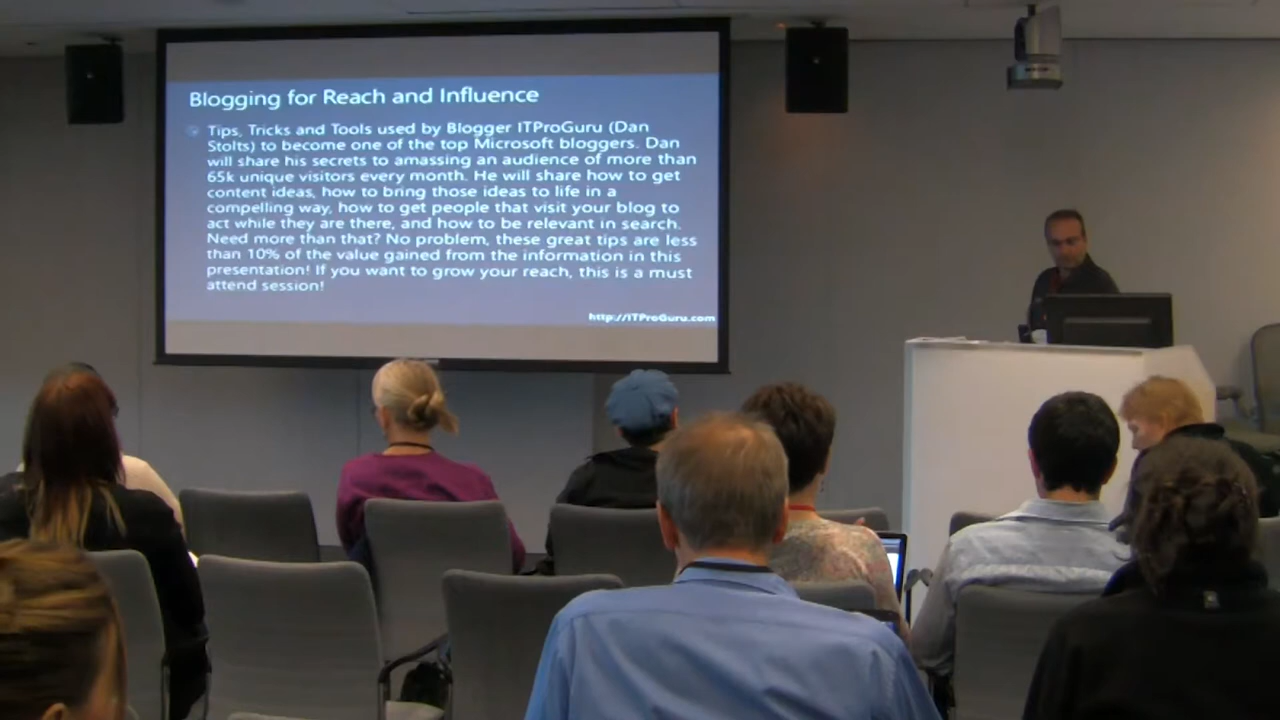 Blogging for Reach and Influence
Tips, Tricks and Tools used by Blogger ITProGuru (Dan
Stolts) to become one of the top Microsoft bloggers. Dan
will share his secrets to amassing an audience of more than
65k unique visitors every month. He will share how to get
content ideas, how to bring those ideas to life in a
compelling way, how to get people that visit your blog to
act while they are there, and how to be relevant in search.
Need more than that? No problem, these great tips are less
than 10% of the value gained from the information in this
presentation! If you want to grow your reach, this is a must
attend session!
http://ITProGuru.com